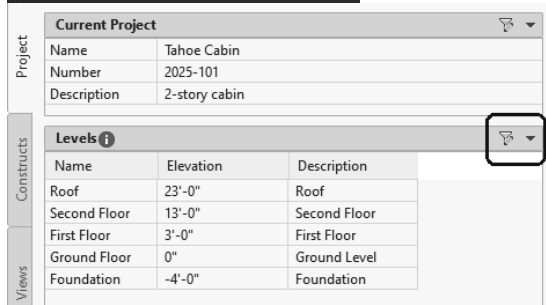 Current Project
Name Tahoe Cabin
Number 2025-101
Description 2-story cabin
Levels
Name Elevation Description
Roof 23'-0" Roof
Second Floor 13'-0" Second Floor
First Floor 3'-0" First Floor
Ground Floor 0" Ground Level
Foundation -4'-0" Foundation
Project
Constructs
Views